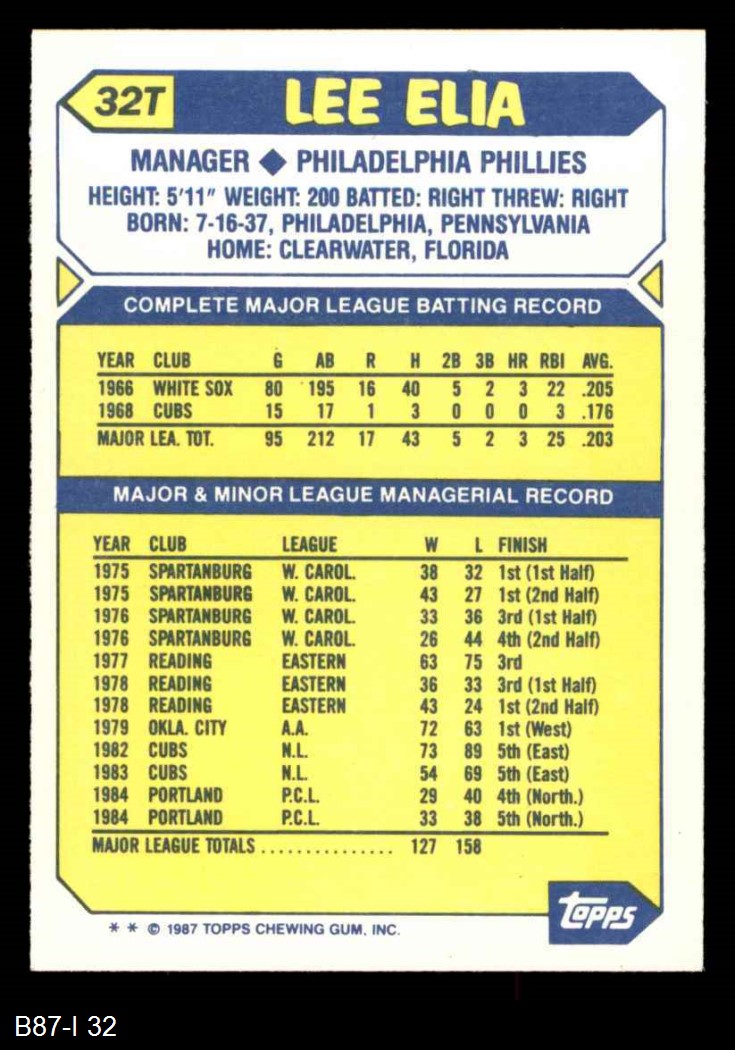 32T LEE ELIA
MANAGER ◆ PHILADELPHIA PHILLIES
HEIGHT: 5'11" WEIGHT: 200 BATTED: RIGHT THREW: RIGHT
BORN: 7-16-37, PHILADELPHIA, PENNSYLVANIA
HOME: CLEARWATER, FLORIDA
COMPLETE MAJOR LEAGUE BATTING RECORD
YEAR CLUB G AB R H 2B 3B HR RBI AVG.
1966 WHITE SOX 80 195 16 40 5 2 3 22 .205
1968 CUBS 15 17 1 3 0 0 0 3 .176
MAJOR LEA. TOT. 95 212 17 43 5 2 3 25 .203
MAJOR & MINOR LEAGUE MANAGERIAL RECORD
YEAR CLUB LEAGUE W L FINISH
1975 SPARTANBURG W. CAROL. 38 32 1st (1st Half)
1975 SPARTANBURG W. CAROL. 43 27 1st (2nd Half)
1976 SPARTANBURG W. CAROL. 33 36 3rd (1st Half)
1976 SPARTANBURG W. CAROL. 26 44 4th (2nd Half)
1977 READING EASTERN 63 75 3rd
1978 READING EASTERN 36 33 3rd (1st Half)
1978 READING EASTERN 43 24 1st (2nd Half)
1979 OKLA. CITY A.A. 72 63 1st (West)
1982 CUBS N.L. 73 89 5th (East)
1983 CUBS N.L. 54 69 5th (East)
1984 PORTLAND P.C.L. 29 40 4th (North.)
1984 PORTLAND P.C.L. 33 38 5th (North.)
MAJOR LEAGUE TOTALS ............... 127 158
topps
* * © 1987 TOPPS CHEWING GUM, INC.
B87-I 32